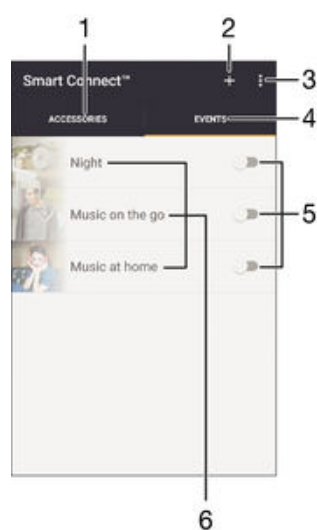 1
2
Smart Connect™
3
ACCESSORIES
EVENTS
4
Night
Music on the go
5
Music at home
6